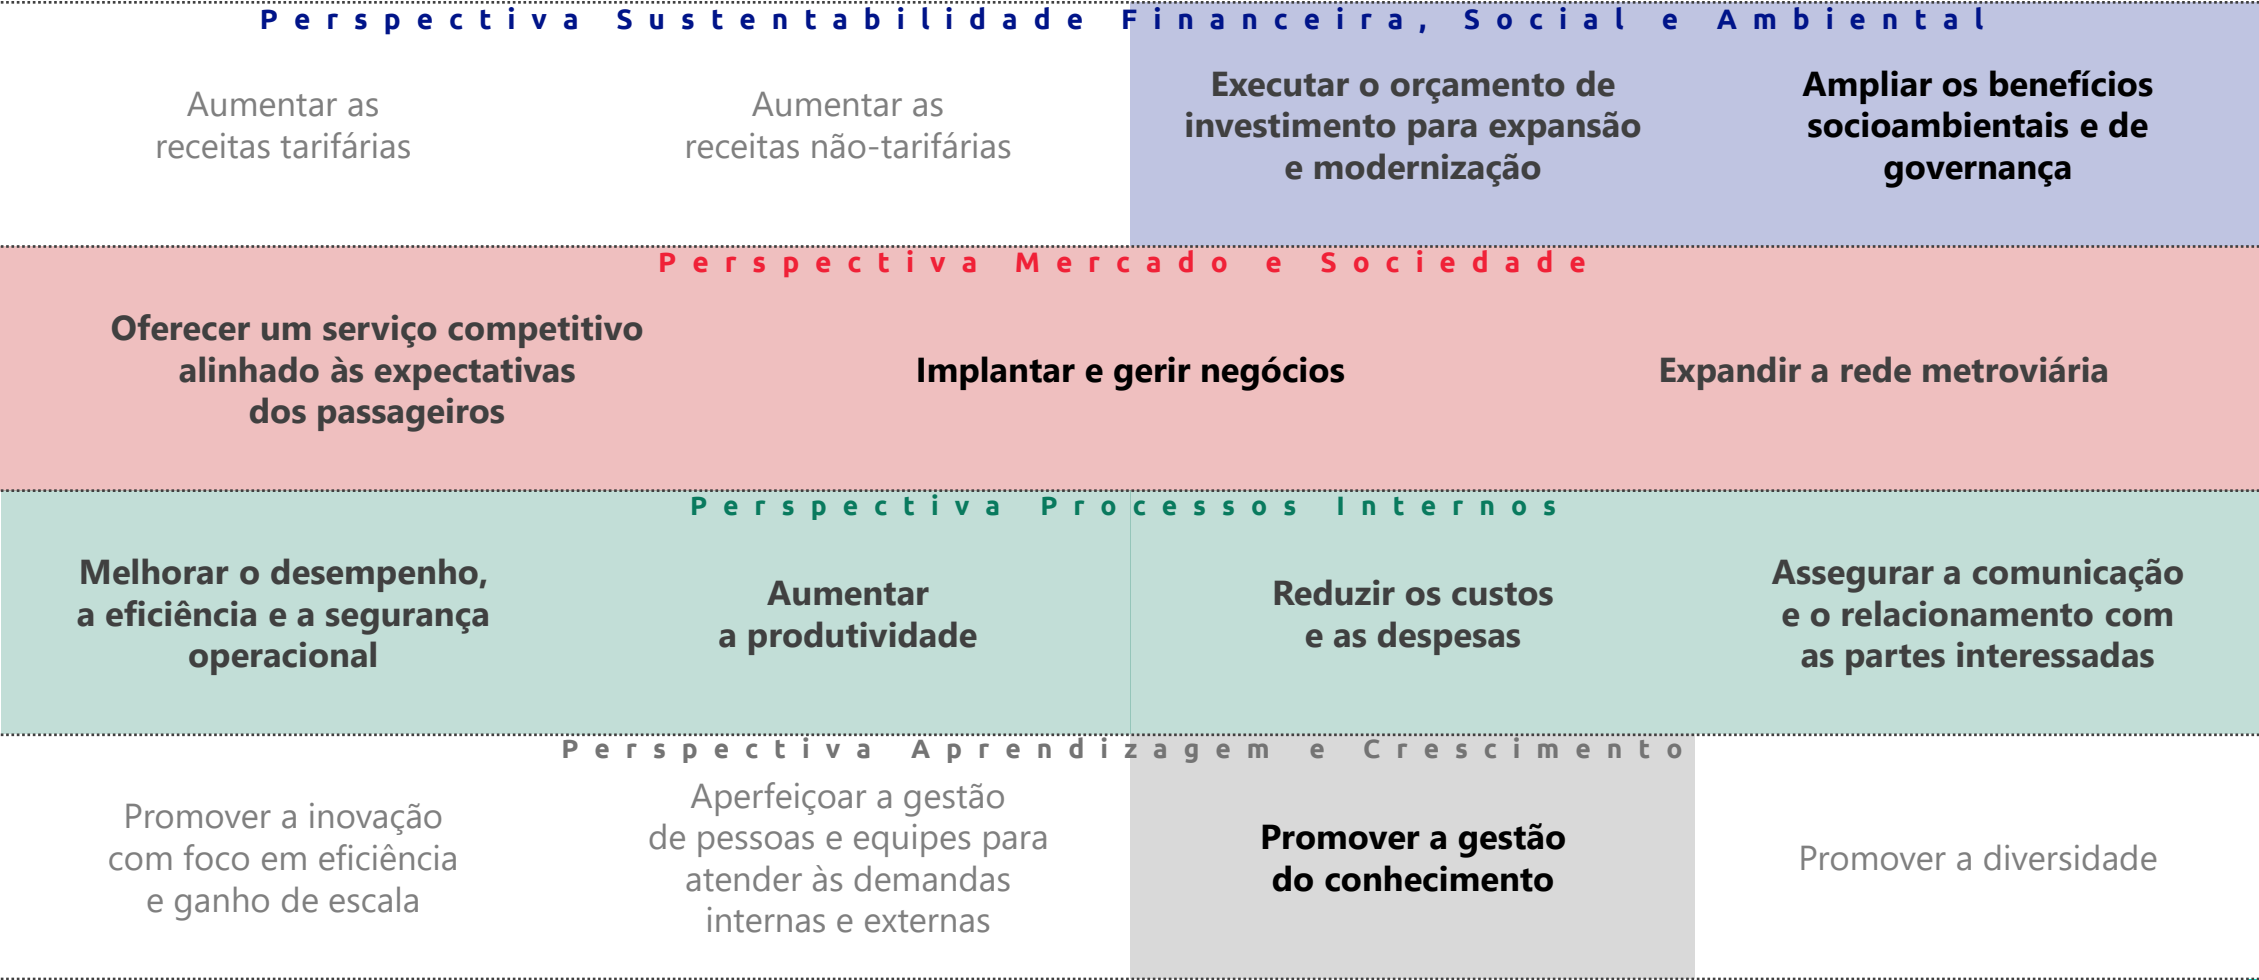 Perspectiva Sustentabilidade Financeira, Social e Ambiental
Aumentar as
receitas tarifárias
Aumentar as
receitas não-tarifárias
Executar o orçamento de
investimento para expansão
e modernização
Ampliar os benefícios
socioambientais e de
governança
Perspectiva Mercado e Sociedade
Oferecer um serviço competitivo
alinhado às expectativas
dos passageiros
Implantar e gerir negócios
Expandir a rede metroviária
Perspectiva Processos Internos
Melhorar o desempenho,
a eficiência e a segurança
operacional
Aumentar
a produtividade
Reduzir os custos
e as despesas
Assegurar a comunicação
e o relacionamento com
as partes interessadas
Perspectiva Aprendizagem e Crescimento
Promover a inovação
com foco em eficiência
e ganho de escala
Aperfeiçoar a gestão
de pessoas e equipes para
atender às demandas
internas e externas
Promover a gestão
do conhecimento
Promover a diversidade